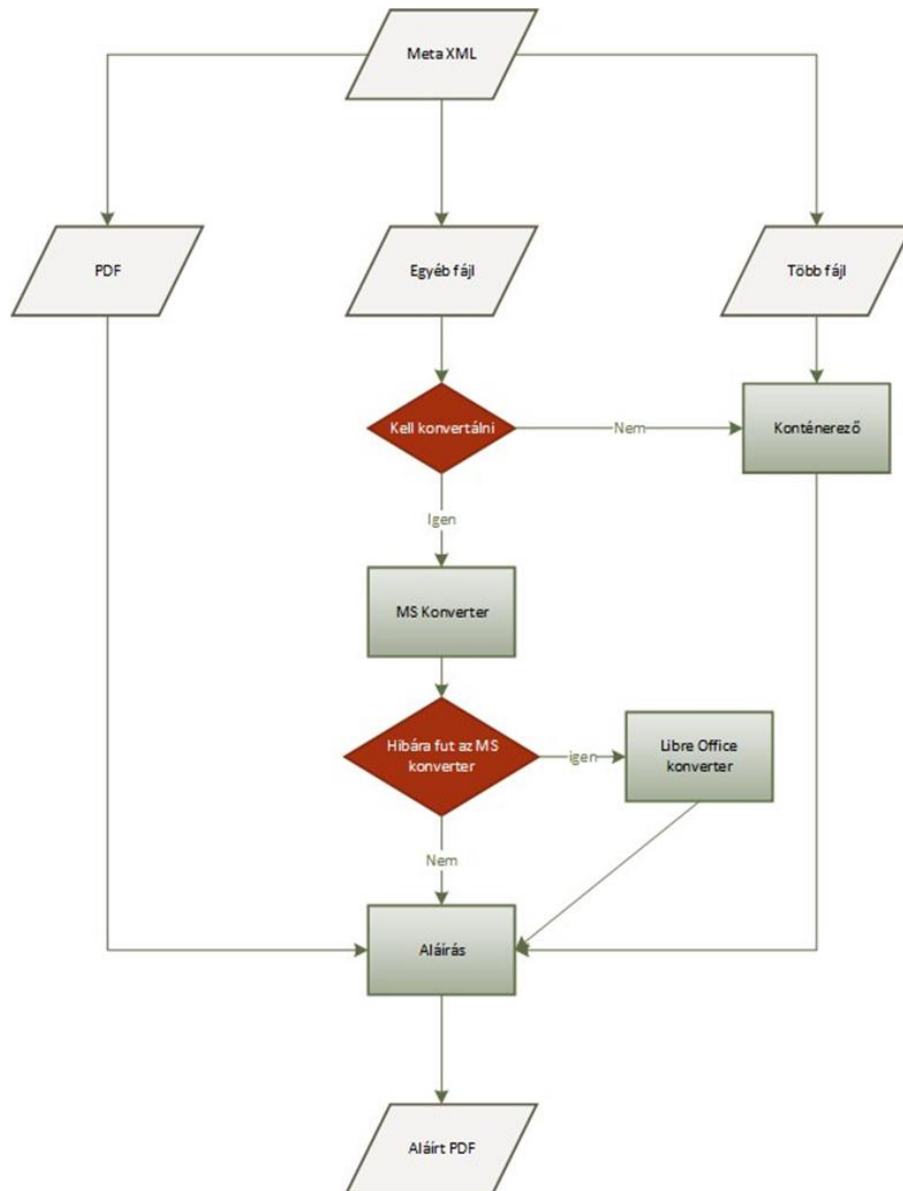 Meta XML
PDF
Egyéb fájl
Több fájl
Kell konvertálni
Nem
Konténerező
Igen
MS Konverter
Hibára fut az MS
konverter
igen
Libre Office
konverter
Nem
Aláírás
Aláírt PDF